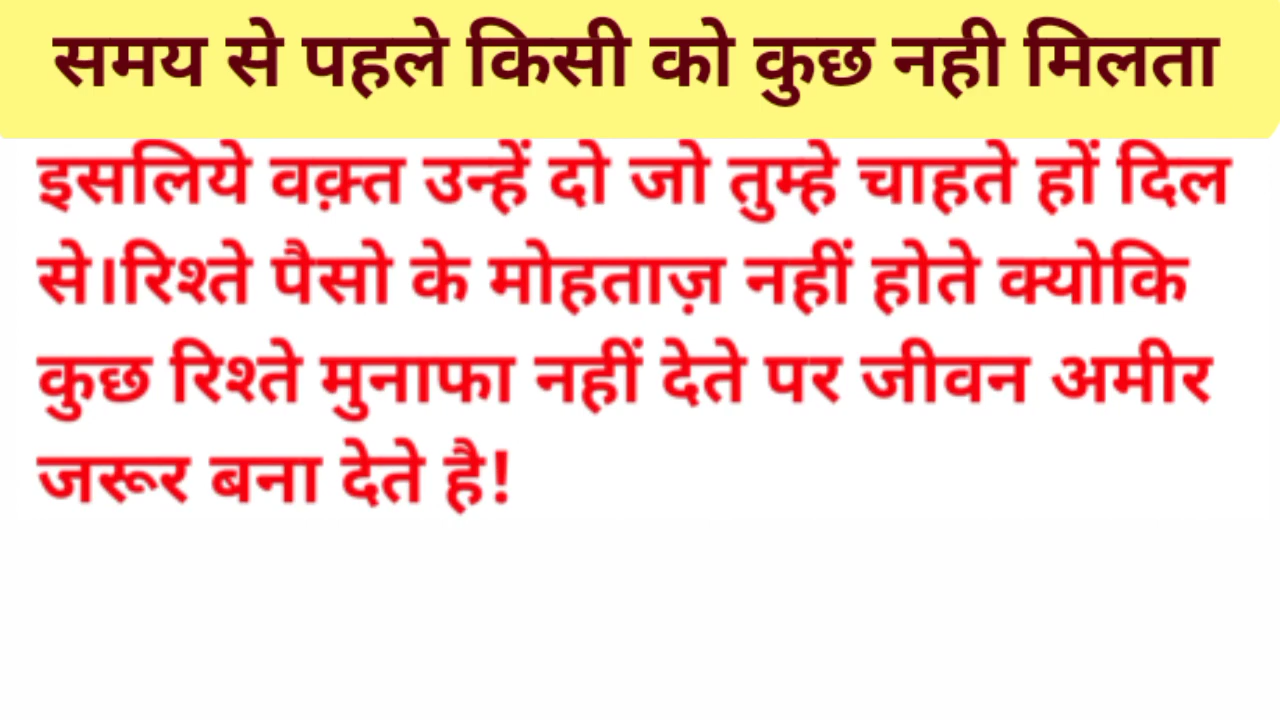 समय से पहले किसी को कुछ नही मिलता
इसलिये वक़्त उन्हें दो जो तुम्हे चाहते हों दिल
से।रिश्ते पैसो के मोहताज़ नहीं होते क्योकि
कुछ रिश्ते मुनाफा नहीं देते पर जीवन अमीर
जरूर बना देते है!